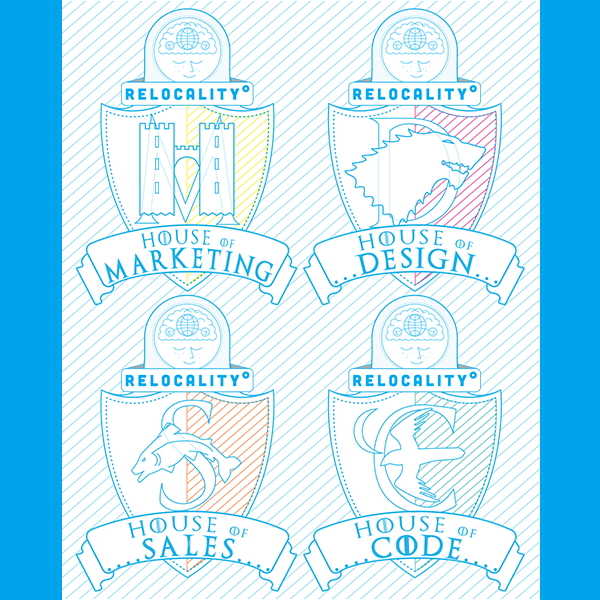 RELOCALITY°
M
HOUSE OF
MARKETING
RELOCALITY°
D
HOUSE OF
...DESIGN...
RELOCALITY°
S
HOUSE OF
...SALES...
RELOCALITY°
C
HOUSE OF
...CODE...